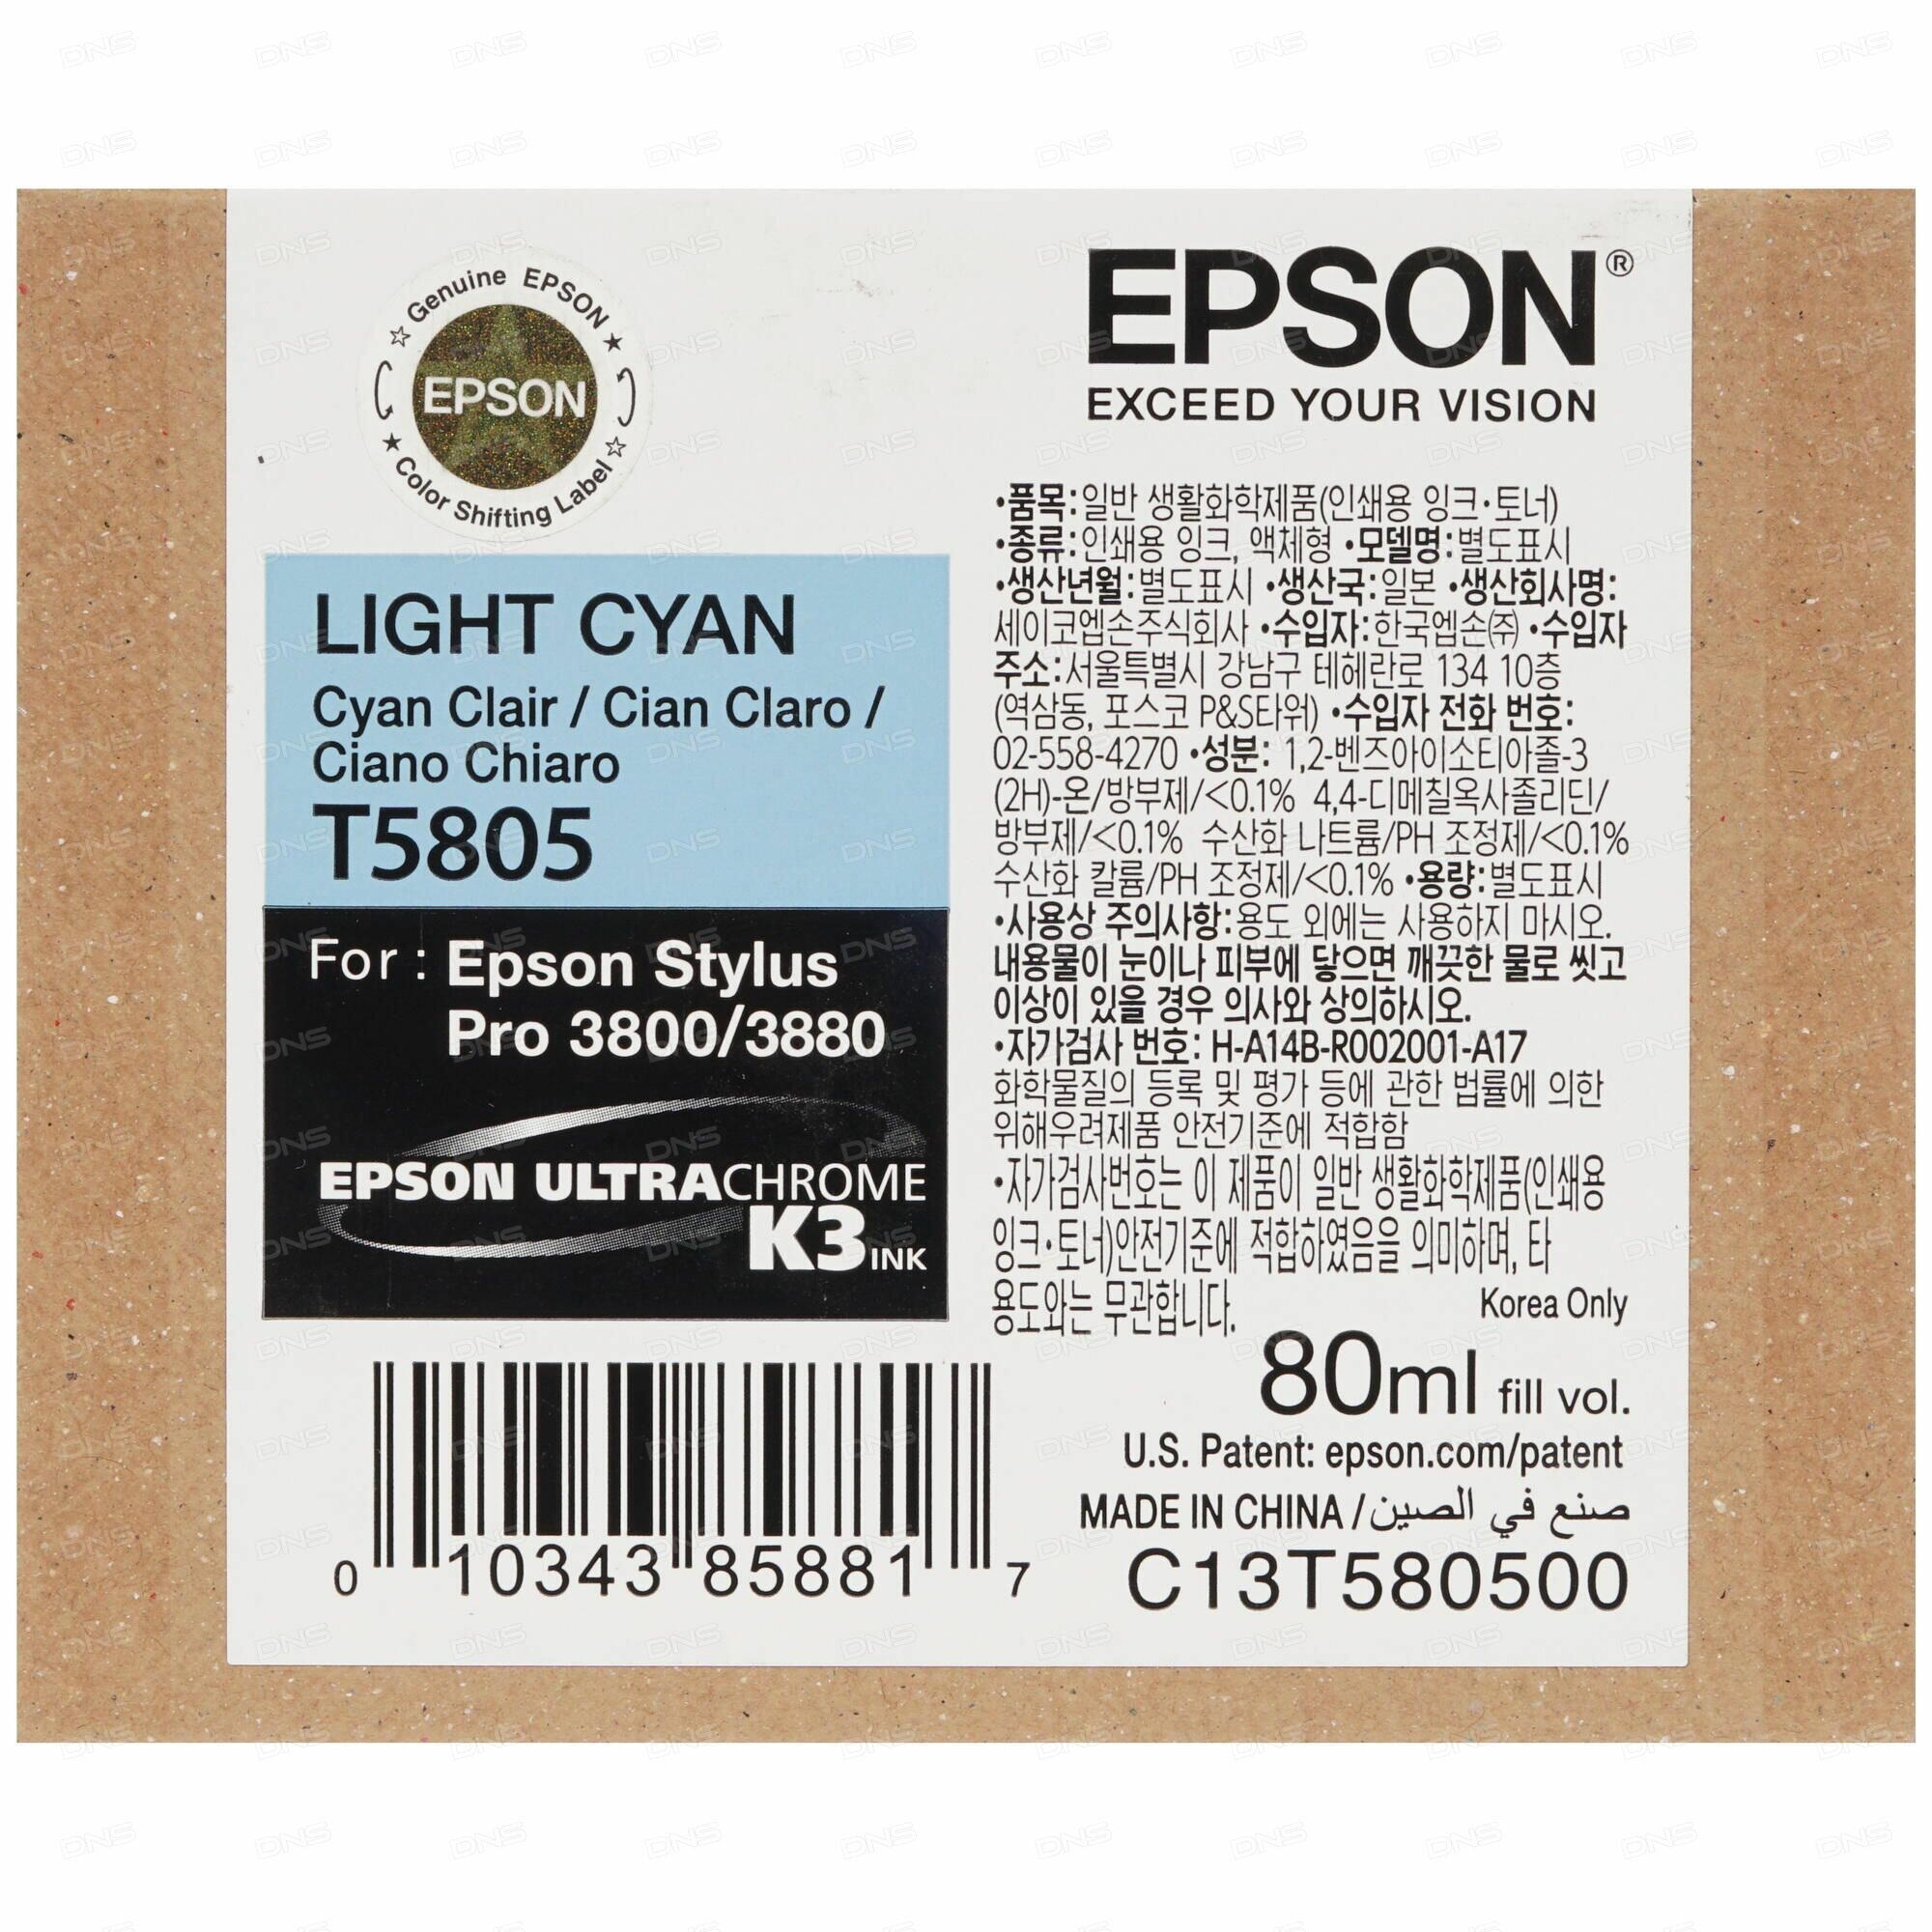 Genuine EPSON
EPSON
Color Shifting Label
LIGHT CYAN
Cyan Clair / Cian Claro /
Ciano Chiaro
T5805
For : Epson Stylus
Pro 3800/3880
EPSON ULTRACHROME
K3 INK
0 10343 85881 7
EPSON®
EXCEED YOUR VISION
•품목:일반 생활화학제품(인쇄용 잉크·토너)
•종류:인쇄용 잉크, 액체형 •모델명:별도표시
•생산년월:별도표시 •생산국:일본 •생산회사명:
세이코엡손주식회사 •수입자:한국엡손㈜ •수입자
주소:서울특별시 강남구 테헤란로 134 10층
(역삼동, 포스코 P&S타워) •수입자 전화 번호:
02-558-4270 •성분: 1,2-벤즈아이소티아졸-3
(2H)-온/방부제/<0.1% 4,4-디메칠옥사졸리딘/
방부제/<0.1% 수산화 나트륨/PH 조정제/<0.1%
수산화 칼륨/PH 조정제/<0.1% •용량:별도표시
•사용상 주의사항:용도 외에는 사용하지 마시오.
내용물이 눈이나 피부에 닿으면 깨끗한 물로 씻고
이상이 있을 경우 의사와 상의하시오.
•자가검사 번호: H-A14B-R002001-A17
화학물질의 등록 및 평가 등에 관한 법률에 의한
위해우려제품 안전기준에 적합함
•자가검사번호는 이 제품이 일반 생활화학제품(인쇄용
잉크·토너)안전기준에 적합하였음을 의미하며, 타
용도와는 무관합니다.
Korea Only
80ml fill vol.
U.S. Patent: epson.com/patent
MADE IN CHINA / صنع في الصين
C13T580500
DNS